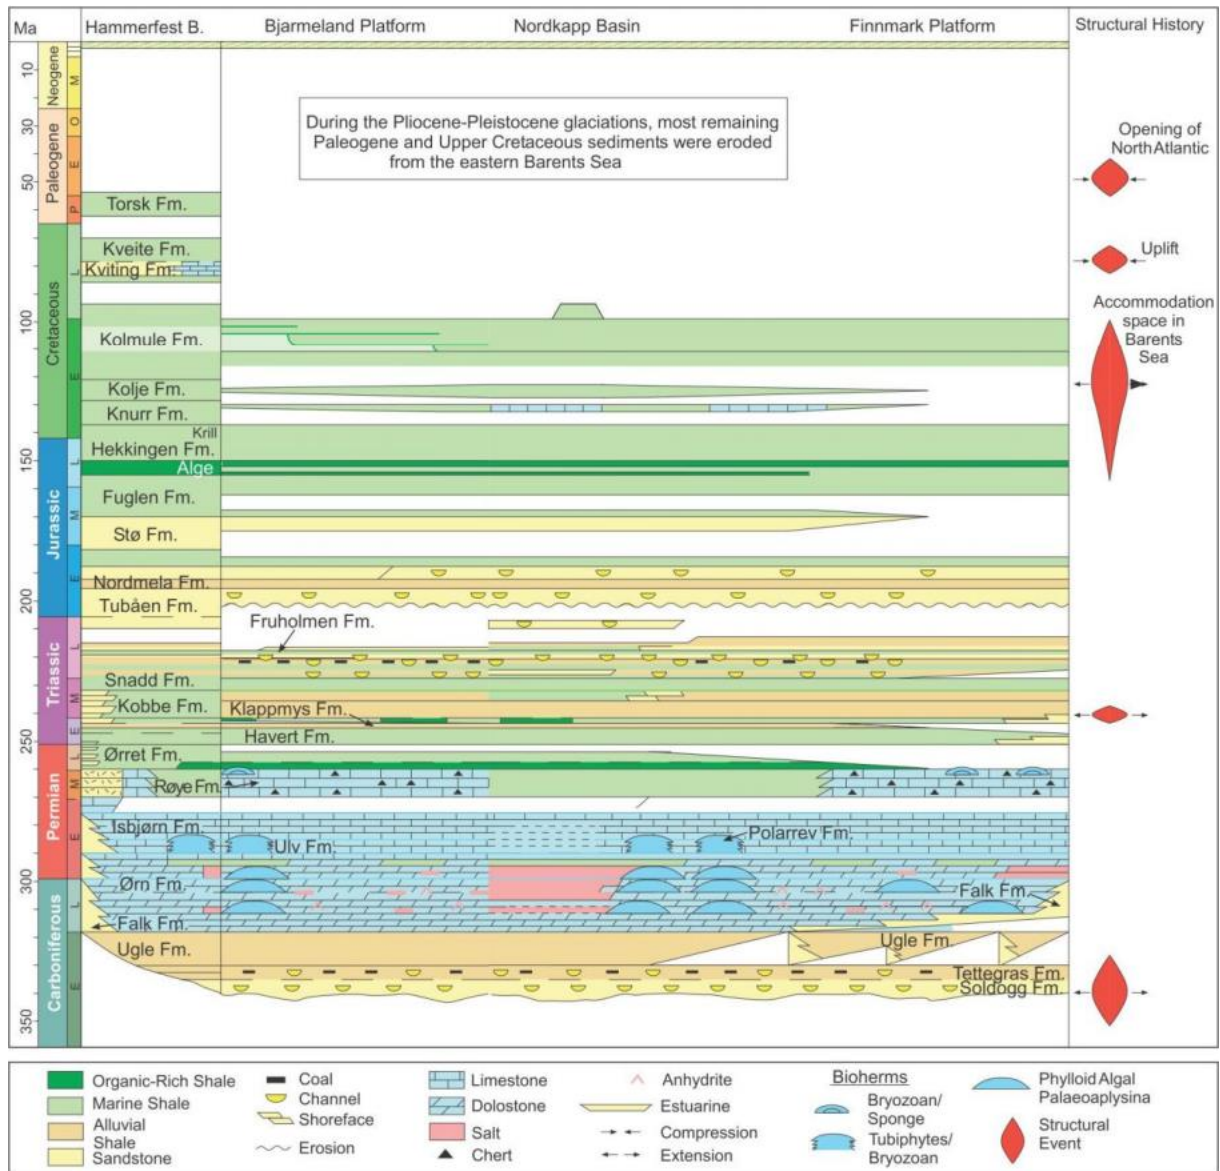 Ma
Hammerfest B.
Bjarmeland Platform
Nordkapp Basin
Finnmark Platform
Structural History
10
30
50
100
150
200
250
300
350
Neogene
Paleogene
Cretaceous
Jurassic
Triassic
Permian
Carboniferous
M
O
E
P
L
E
L
M
E
L
M
E
L
M
E
L
E
During the Pliocene-Pleistocene glaciations, most remaining
Paleogene and Upper Cretaceous sediments were eroded
from the eastern Barents Sea
Opening of
North Atlantic
Uplift
Accommodation
space in
Barents
Sea
Torsk Fm.
Kveite Fm.
Kviting Fm.
Kolmule Fm.
Kolje Fm.
Knurr Fm.
Krill
Hekkingen Fm.
Alge
Fuglen Fm.
Stø Fm.
Nordmela Fm.
Tubåen Fm.
Fruholmen Fm.
Snadd Fm.
Kobbe Fm.
Klappmys Fm.
Havert Fm.
Ørret Fm.
Røye Fm.
Isbjørn Fm.
Ulv Fm.
Polarrev Fm.
Ørn Fm.
Falk Fm.
Falk Fm.
Ugle Fm.
Ugle Fm.
Tettegras Fm.
Soldogg Fm.
Organic-Rich Shale
Marine Shale
Alluvial
Shale
Sandstone
Coal
Channel
Shoreface
Erosion
Limestone
Dolostone
Salt
Chert
Anhydrite
Estuarine
Compression
Extension
Bioherms
Bryozoan/
Sponge
Tubiphytes/
Bryozoan
Phylloid Algal
Palaeoaplysina
Structural
Event